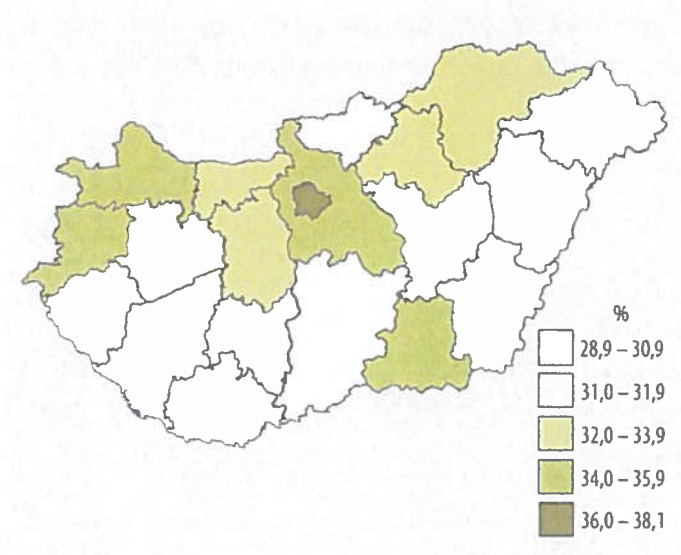 %
28,9 – 30,9
31,0 – 31,9
32,0 – 33,9
34,0 – 35,9
36,0 – 38,1